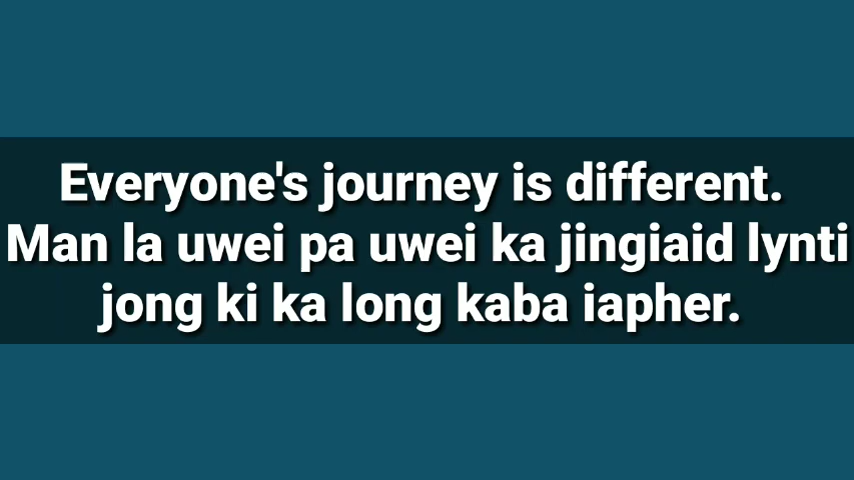 Everyone's journey is different.
Man la uwei pa uwei ka jingiaid lynti
jong ki ka long kaba iapher.